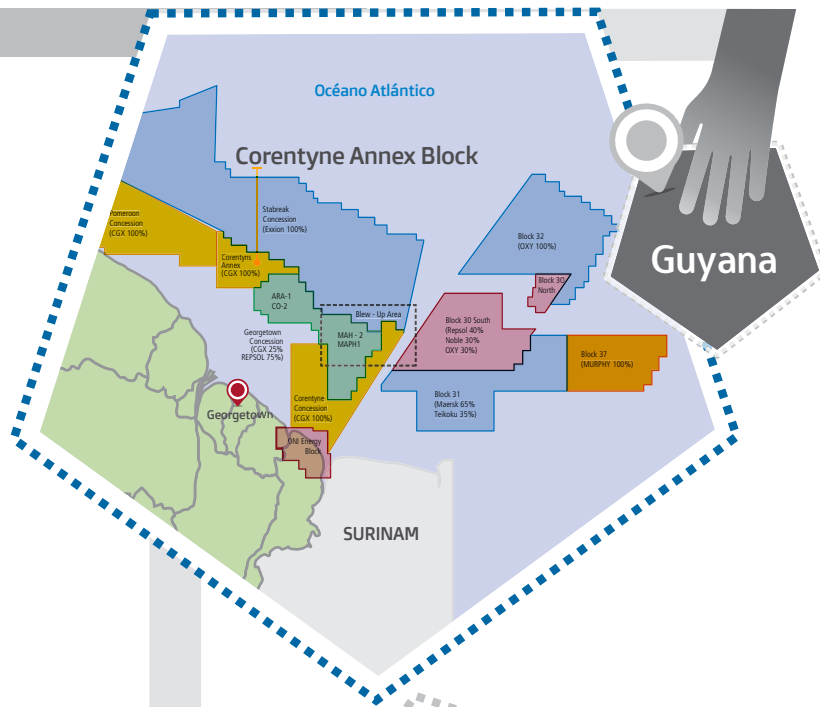 Océano Atlántico
Corentyne Annex Block
Guyana
Pomeroon
Concession
(CGX 100%)
Stabreak
Concession
(Exxion 100%)
Corentyns
Annex
(CGX 100%)
Block 32
(OXY 100%)
Block 30
North
ARA-1
CO-2
Blew - Up Area
Georgetown
Concession
(CGX 25%
REPSOL 75%)
MAH - 2
MAPH1
Block 30 South
(Repsol 40%
Noble 30%
OXY 30%)
Block 37
(MURPHY 100%)
Block 31
(Maersk 65%
Teikoku 35%)
Corentyne
Concession
(CGX 100%)
Georgetown
ONI Energy
Block
SURINAM